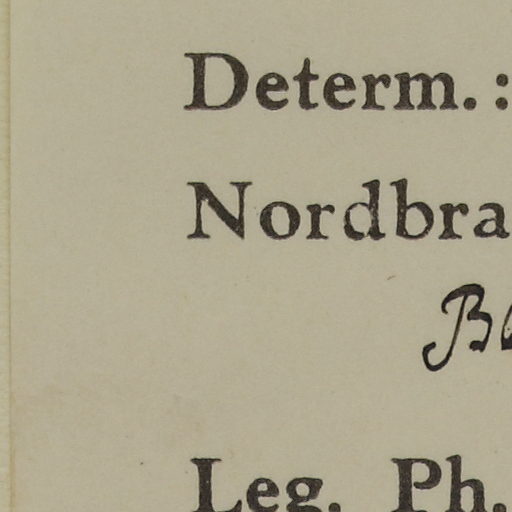 Determ. :
Nordbra
B
Leg. Ph.